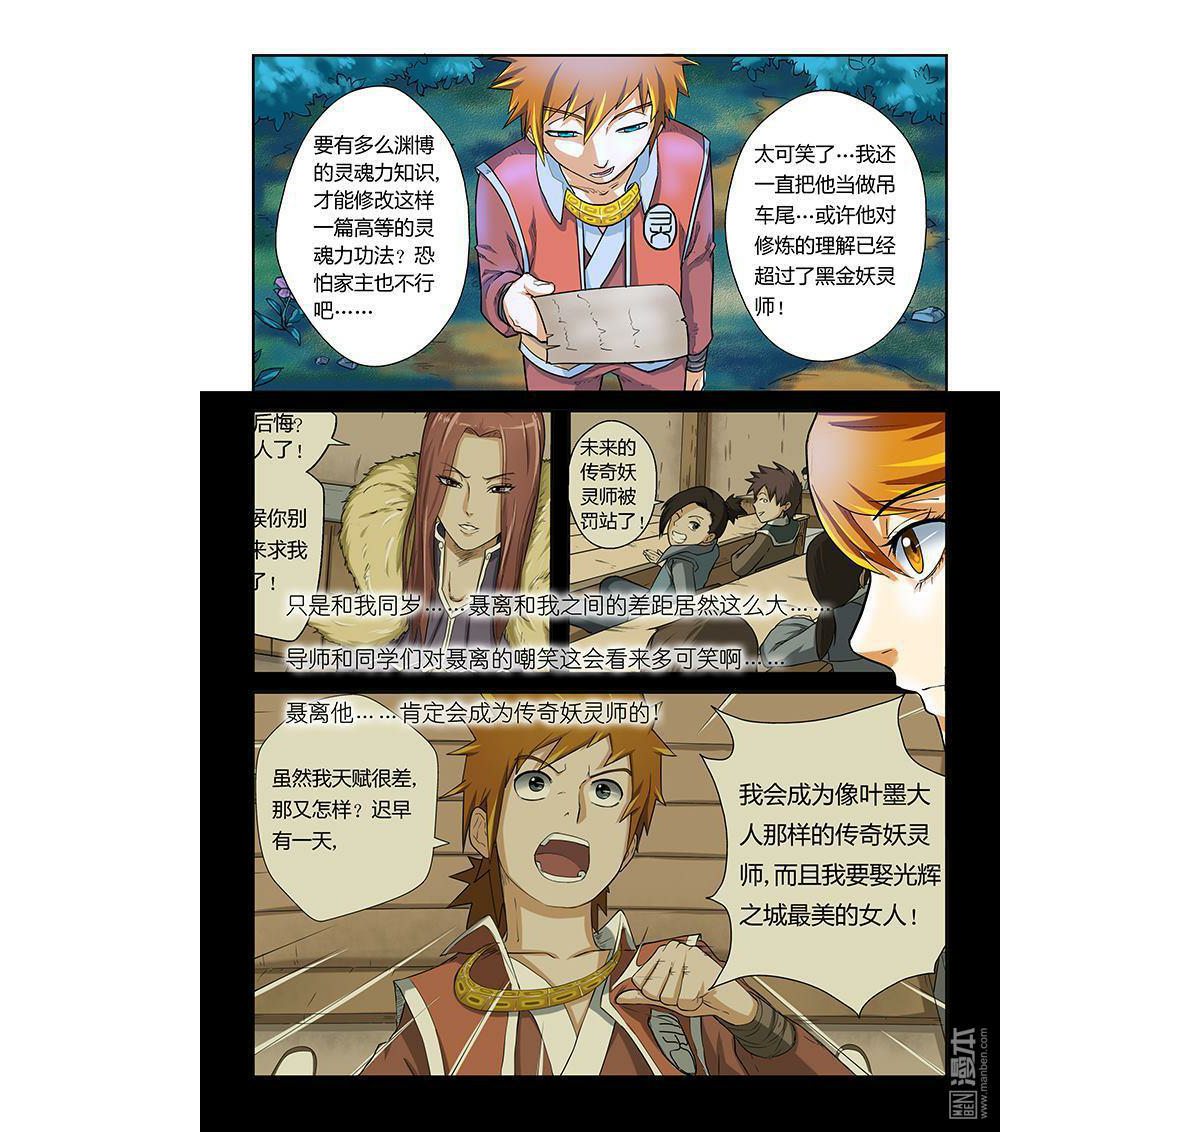 要有多么渊博
的灵魂力知识,
才能修改这样
一篇高等的灵
魂力功法？恐
怕家主也不行
吧……
太可笑了…我还
一直把他当做吊
车尾…或许他对
修炼的理解已经
超过了黑金妖灵
师！
后悔？
人了！
候你别
来求我
了！
未来的
传奇妖
灵师被
罚站了！
只是和我同岁……聂离和我之间的差距居然这么大……
导师和同学们对聂离的嘲笑这会看来多可笑啊……
聂离他……肯定会成为传奇妖灵师的！
虽然我天赋很差,
那又怎样？迟早
有一天,
我会成为像叶墨大
人那样的传奇妖灵
师,而且我要娶光辉
之城最美的女人！
MAN
BEN
漫本
www.manben.com